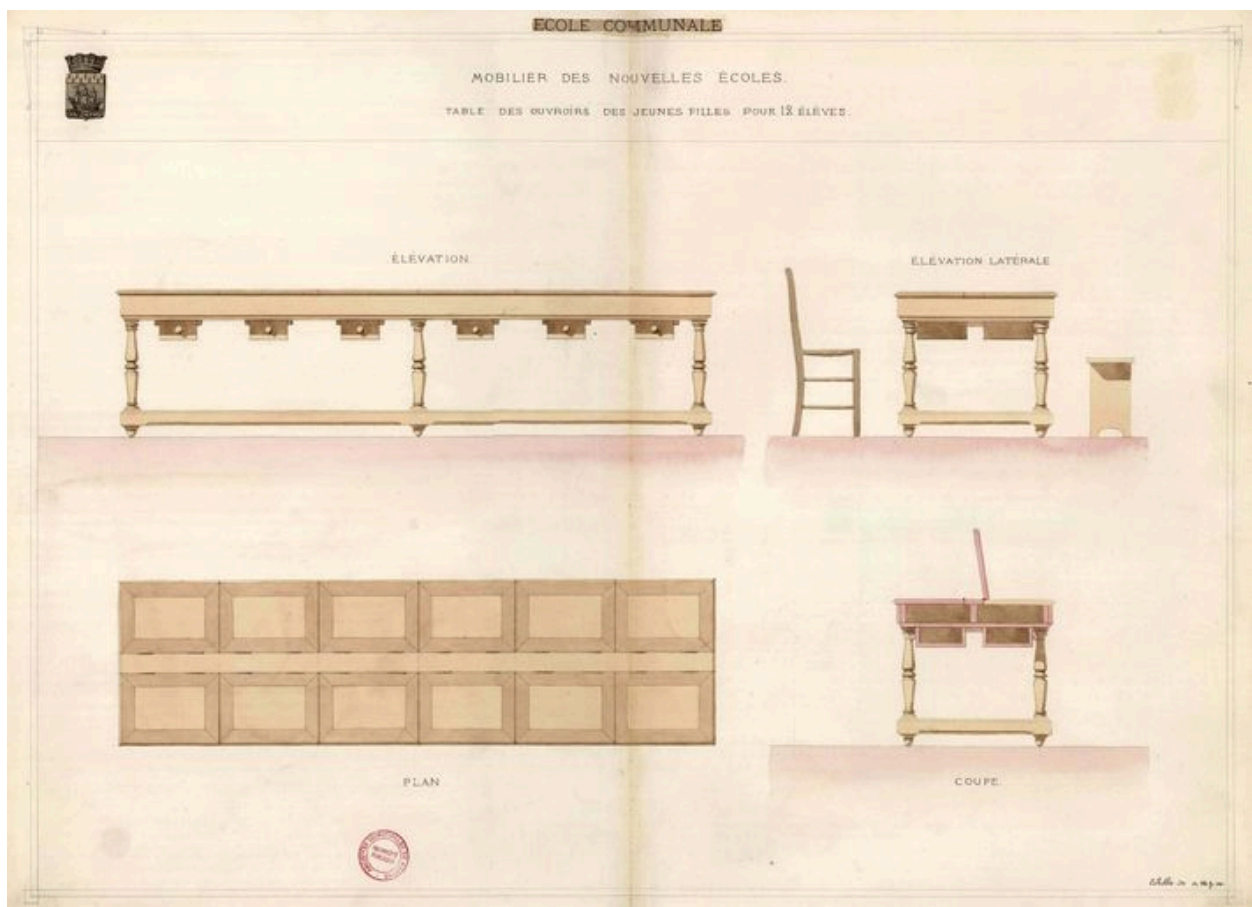 ECOLE COMMUNALE
MOBILIER DES NOUVELLES ÉCOLES.
TABLE DES OUVROIRS DES JEUNES FILLES POUR 12 ÉLÈVES.
ÉLÉVATION
ÉLÉVATION LATÉRALE
PLAN
COUPE.